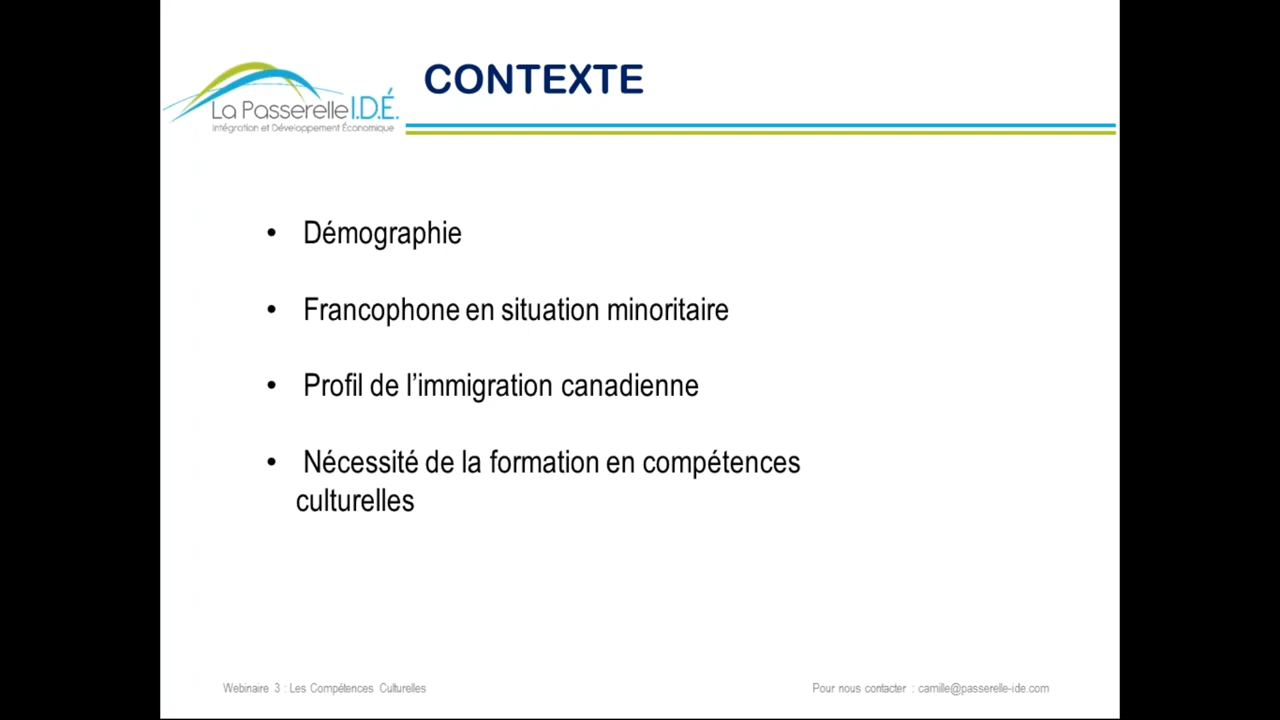 CONTEXTE
La Passerelle I.D.É.
Intégration et Développement Économique
• Démographie
• Francophone en situation minoritaire
• Profil de l’immigration canadienne
• Nécessité de la formation en compétences
culturelles
Webinaire 3 : Les Compétences Culturelles
Pour nous contacter : camille@passerelle-ide.com